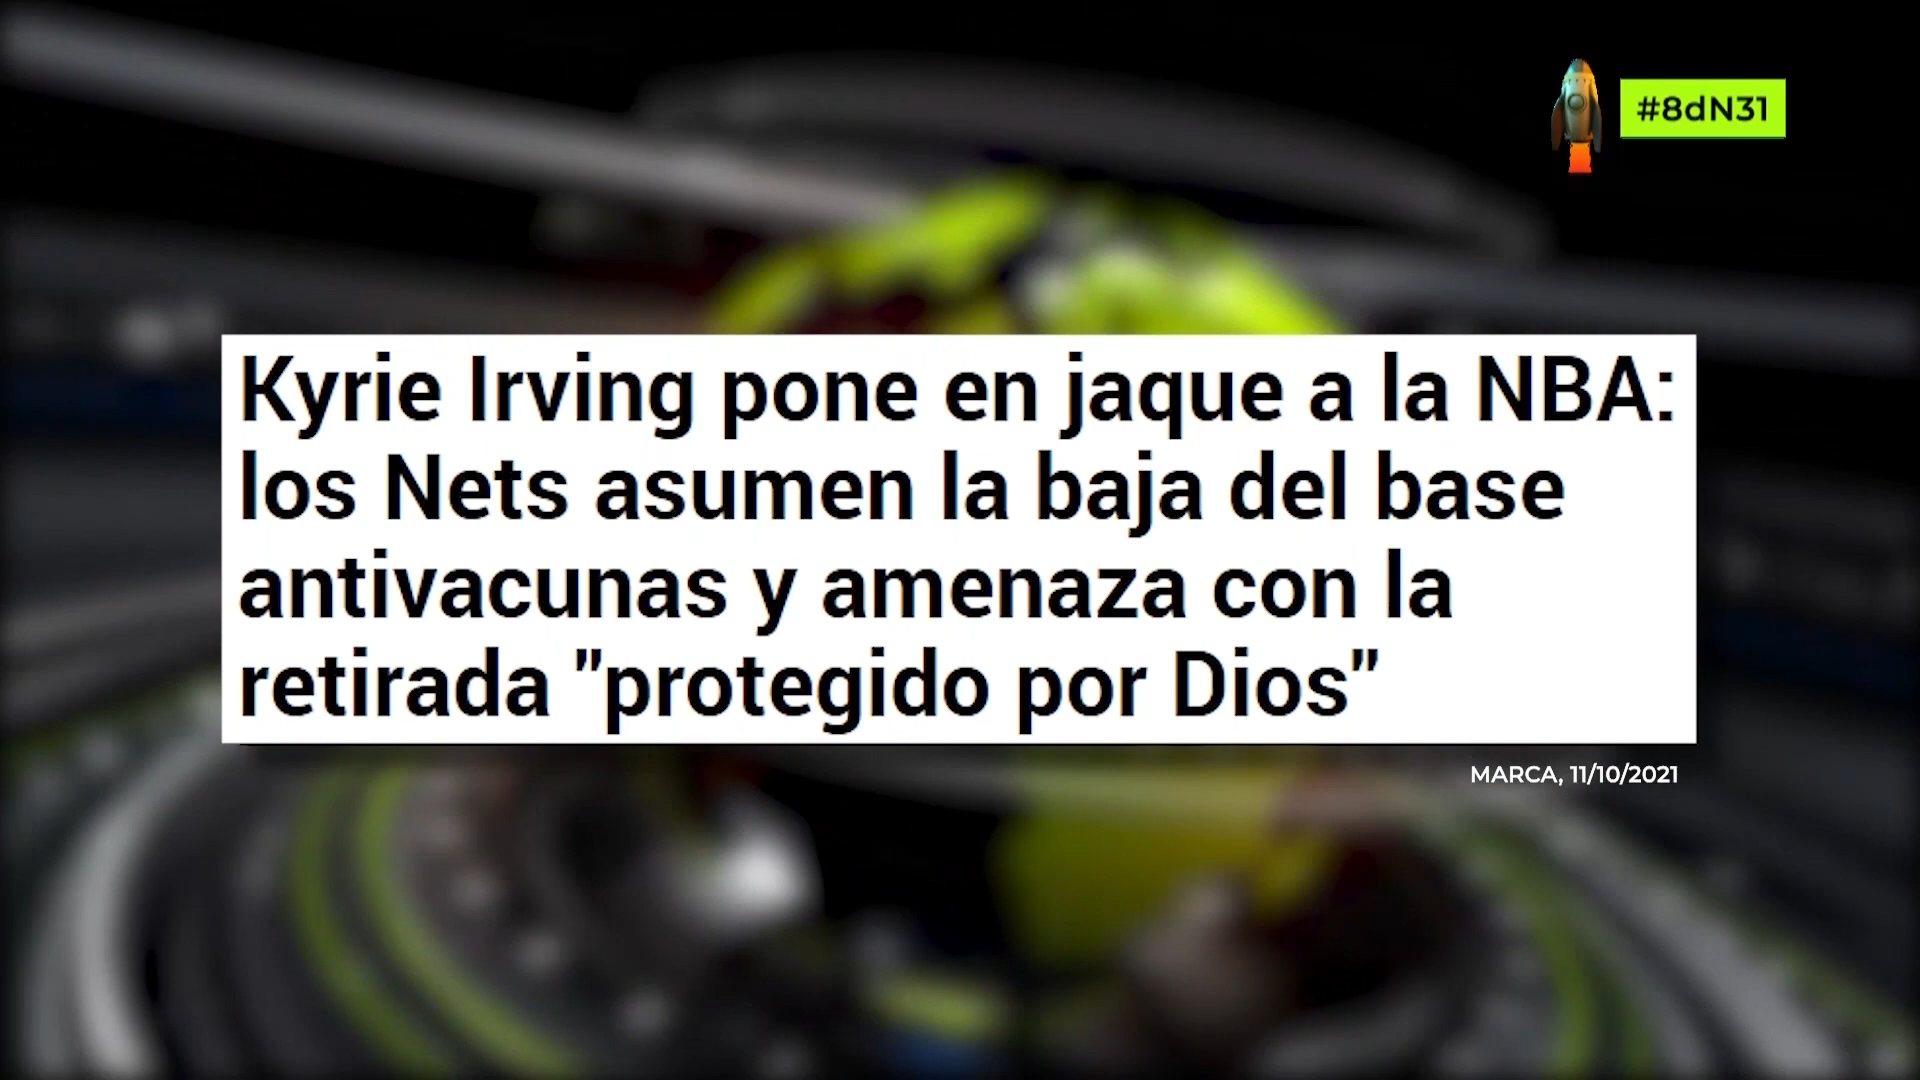 #8dN31
Kyrie Irving pone en jaque a la NBA:
los Nets asumen la baja del base
antivacunas y amenaza con la
retirada "protegido por Dios"
MARCA, 11/10/2021